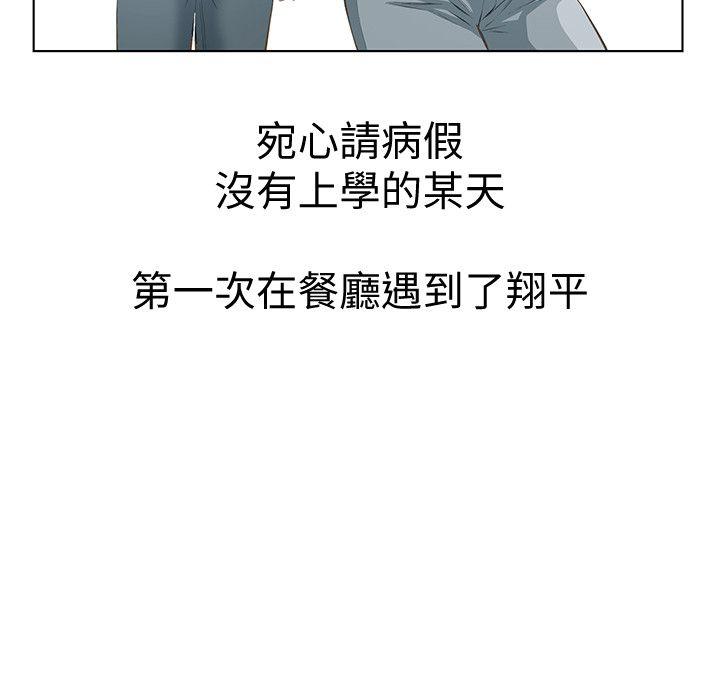 宛心請病假
沒有上學的某天
第一次在餐廳遇到了翔平